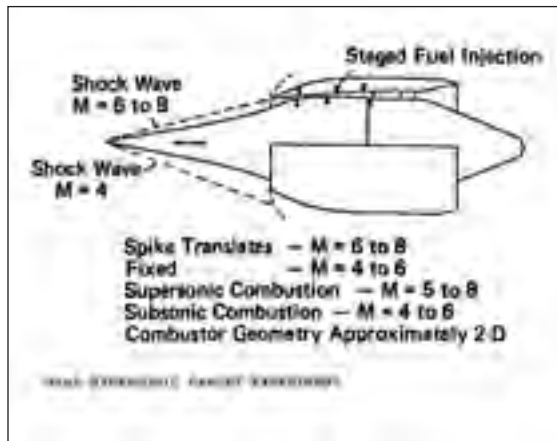 Staged Fuel Injection
Shock Wave
M = 6 to 8
Shock Wave
M = 4
Spike Translates – M = 6 to 8
Fixed – M = 4 to 6
Supersonic Combustion – M = 5 to 8
Subsonic Combustion – M = 4 to 6
Combustor Geometry Approximately 2 D